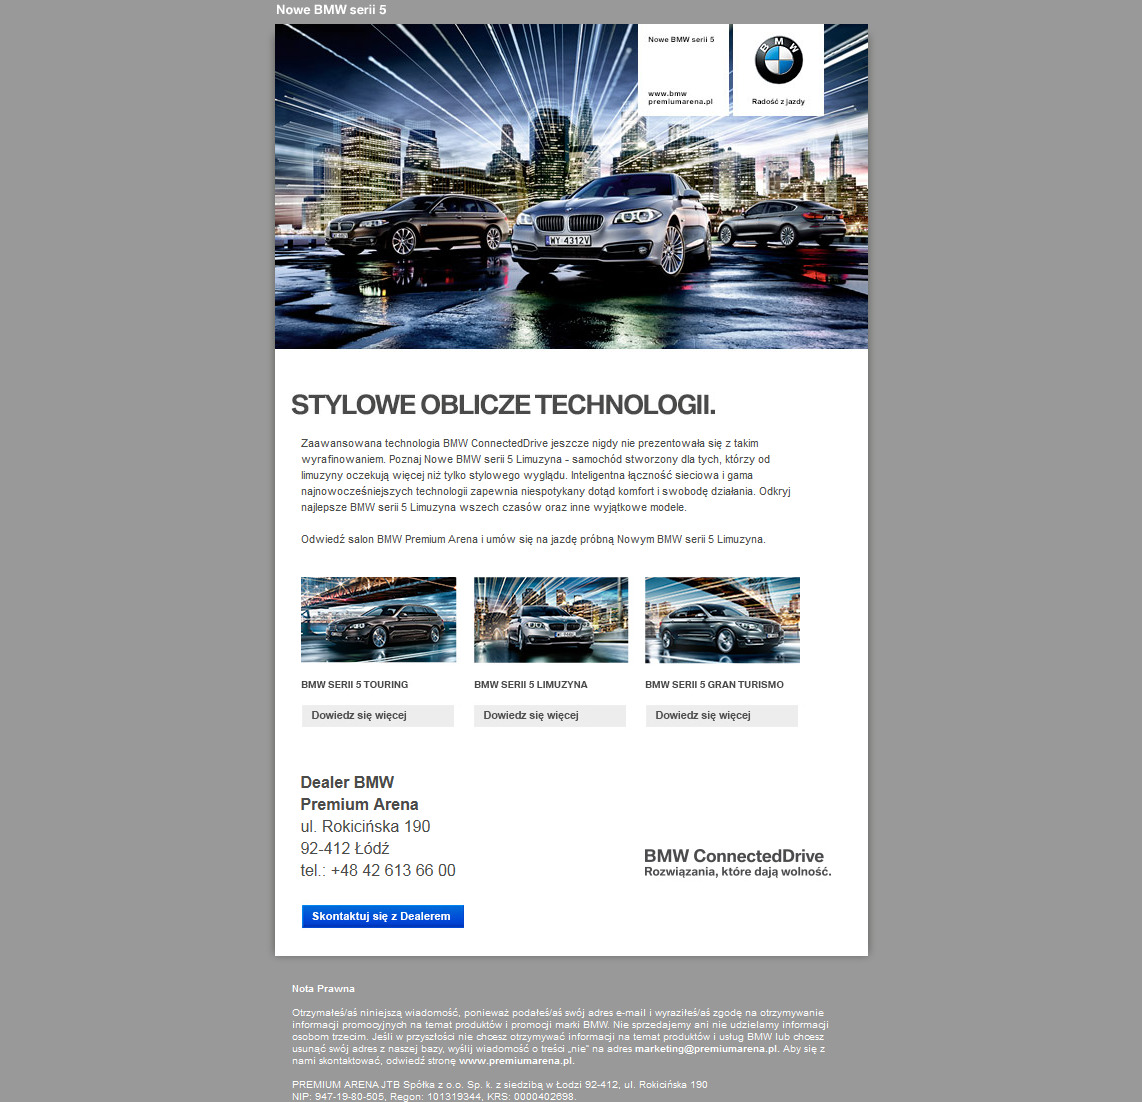 Nowe BMW serii 5
Nowe BMW serii 5
www.bmw
premiumarena.pl
BMW
Radość z jazdy
WY 4312V
STYLOWE OBLICZE TECHNOLOGII.
Zaawansowana technologia BMW ConnectedDrive jeszcze nigdy nie prezentowała się z takim
wyrafinowaniem. Poznaj Nowe BMW serii 5 Limuzyna - samochód stworzony dla tych, którzy od
limuzyny oczekują więcej niż tylko stylowego wyglądu. Inteligentna łączność sieciowa i gama
najnowocześniejszych technologii zapewnia niespotykany dotąd komfort i swobodę działania. Odkryj
najlepsze BMW serii 5 Limuzyna wszech czasów oraz inne wyjątkowe modele.
Odwiedź salon BMW Premium Arena i umów się na jazdę próbną Nowym BMW serii 5 Limuzyna.
BMW SERII 5 TOURING
BMW SERII 5 LIMUZYNA
BMW SERII 5 GRAN TURISMO
Dowiedz się więcej
Dowiedz się więcej
Dowiedz się więcej
Dealer BMW
Premium Arena
ul. Rokicińska 190
92-412 Łódź
tel.: +48 42 613 66 00
BMW ConnectedDrive
Rozwiązania, które dają wolność.
Skontaktuj się z Dealerem
Nota Prawna
Otrzymałeś/aś niniejszą wiadomość, ponieważ podałeś/aś swój adres e-mail i wyraziłeś/aś zgodę na otrzymywanie
informacji promocyjnych na temat produktów i promocji marki BMW. Nie sprzedajemy ani nie udzielamy informacji
osobom trzecim. Jeśli w przyszłości nie chcesz otrzymywać informacji na temat produktów i usług BMW lub chcesz
usunąć swój adres z naszej bazy, wyślij wiadomość o treści „nie” na adres marketing@premiumarena.pl. Aby się z
nami skontaktować, odwiedź stronę www.premiumarena.pl.
PREMIUM ARENA JTB Spółka z o.o. Sp. k. z siedzibą w Łodzi 92-412, ul. Rokicińska 190
NIP: 947-19-80-505, Regon: 101319344, KRS: 0000402698.